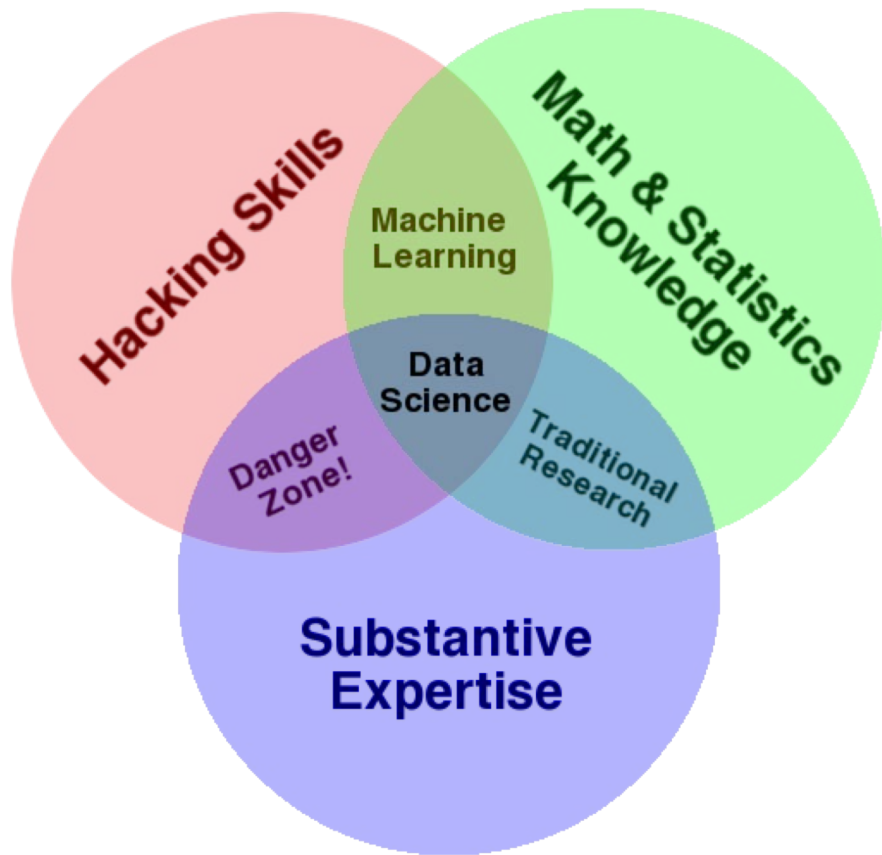 Hacking Skills
Math & Statistics
Knowledge
Machine
Learning
Data
Science
Danger
Zone!
Traditional
Research
Substantive
Expertise